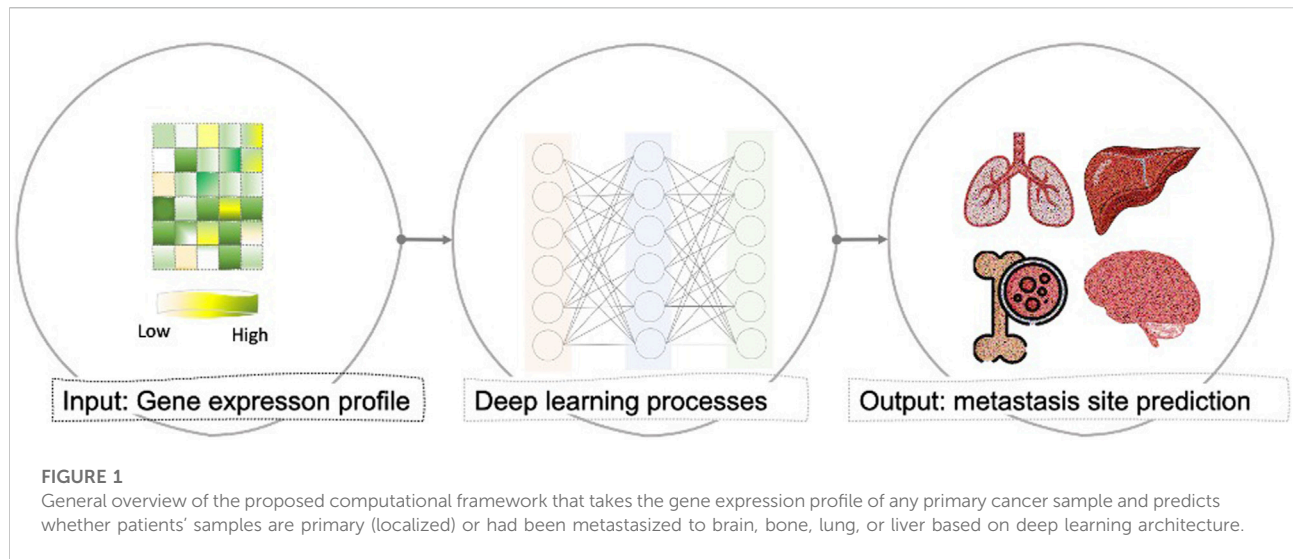 Low
High
Input: Gene expresson profile
Deep learning processes
Output: metastasis site prediction
FIGURE 1
General overview of the proposed computational framework that takes the gene expression profile of any primary cancer sample and predicts
whether patients’ samples are primary (localized) or had been metastasized to brain, bone, lung, or liver based on deep learning architecture.